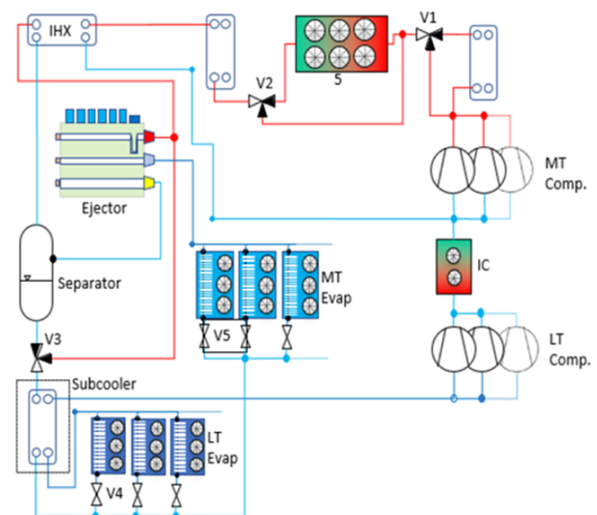 IHX
V1
V2
5
MT
Comp.
Ejector
IC
Separator
MT
Evap
V5
V3
LT
Comp.
Subcooler
LT
Evap
V4